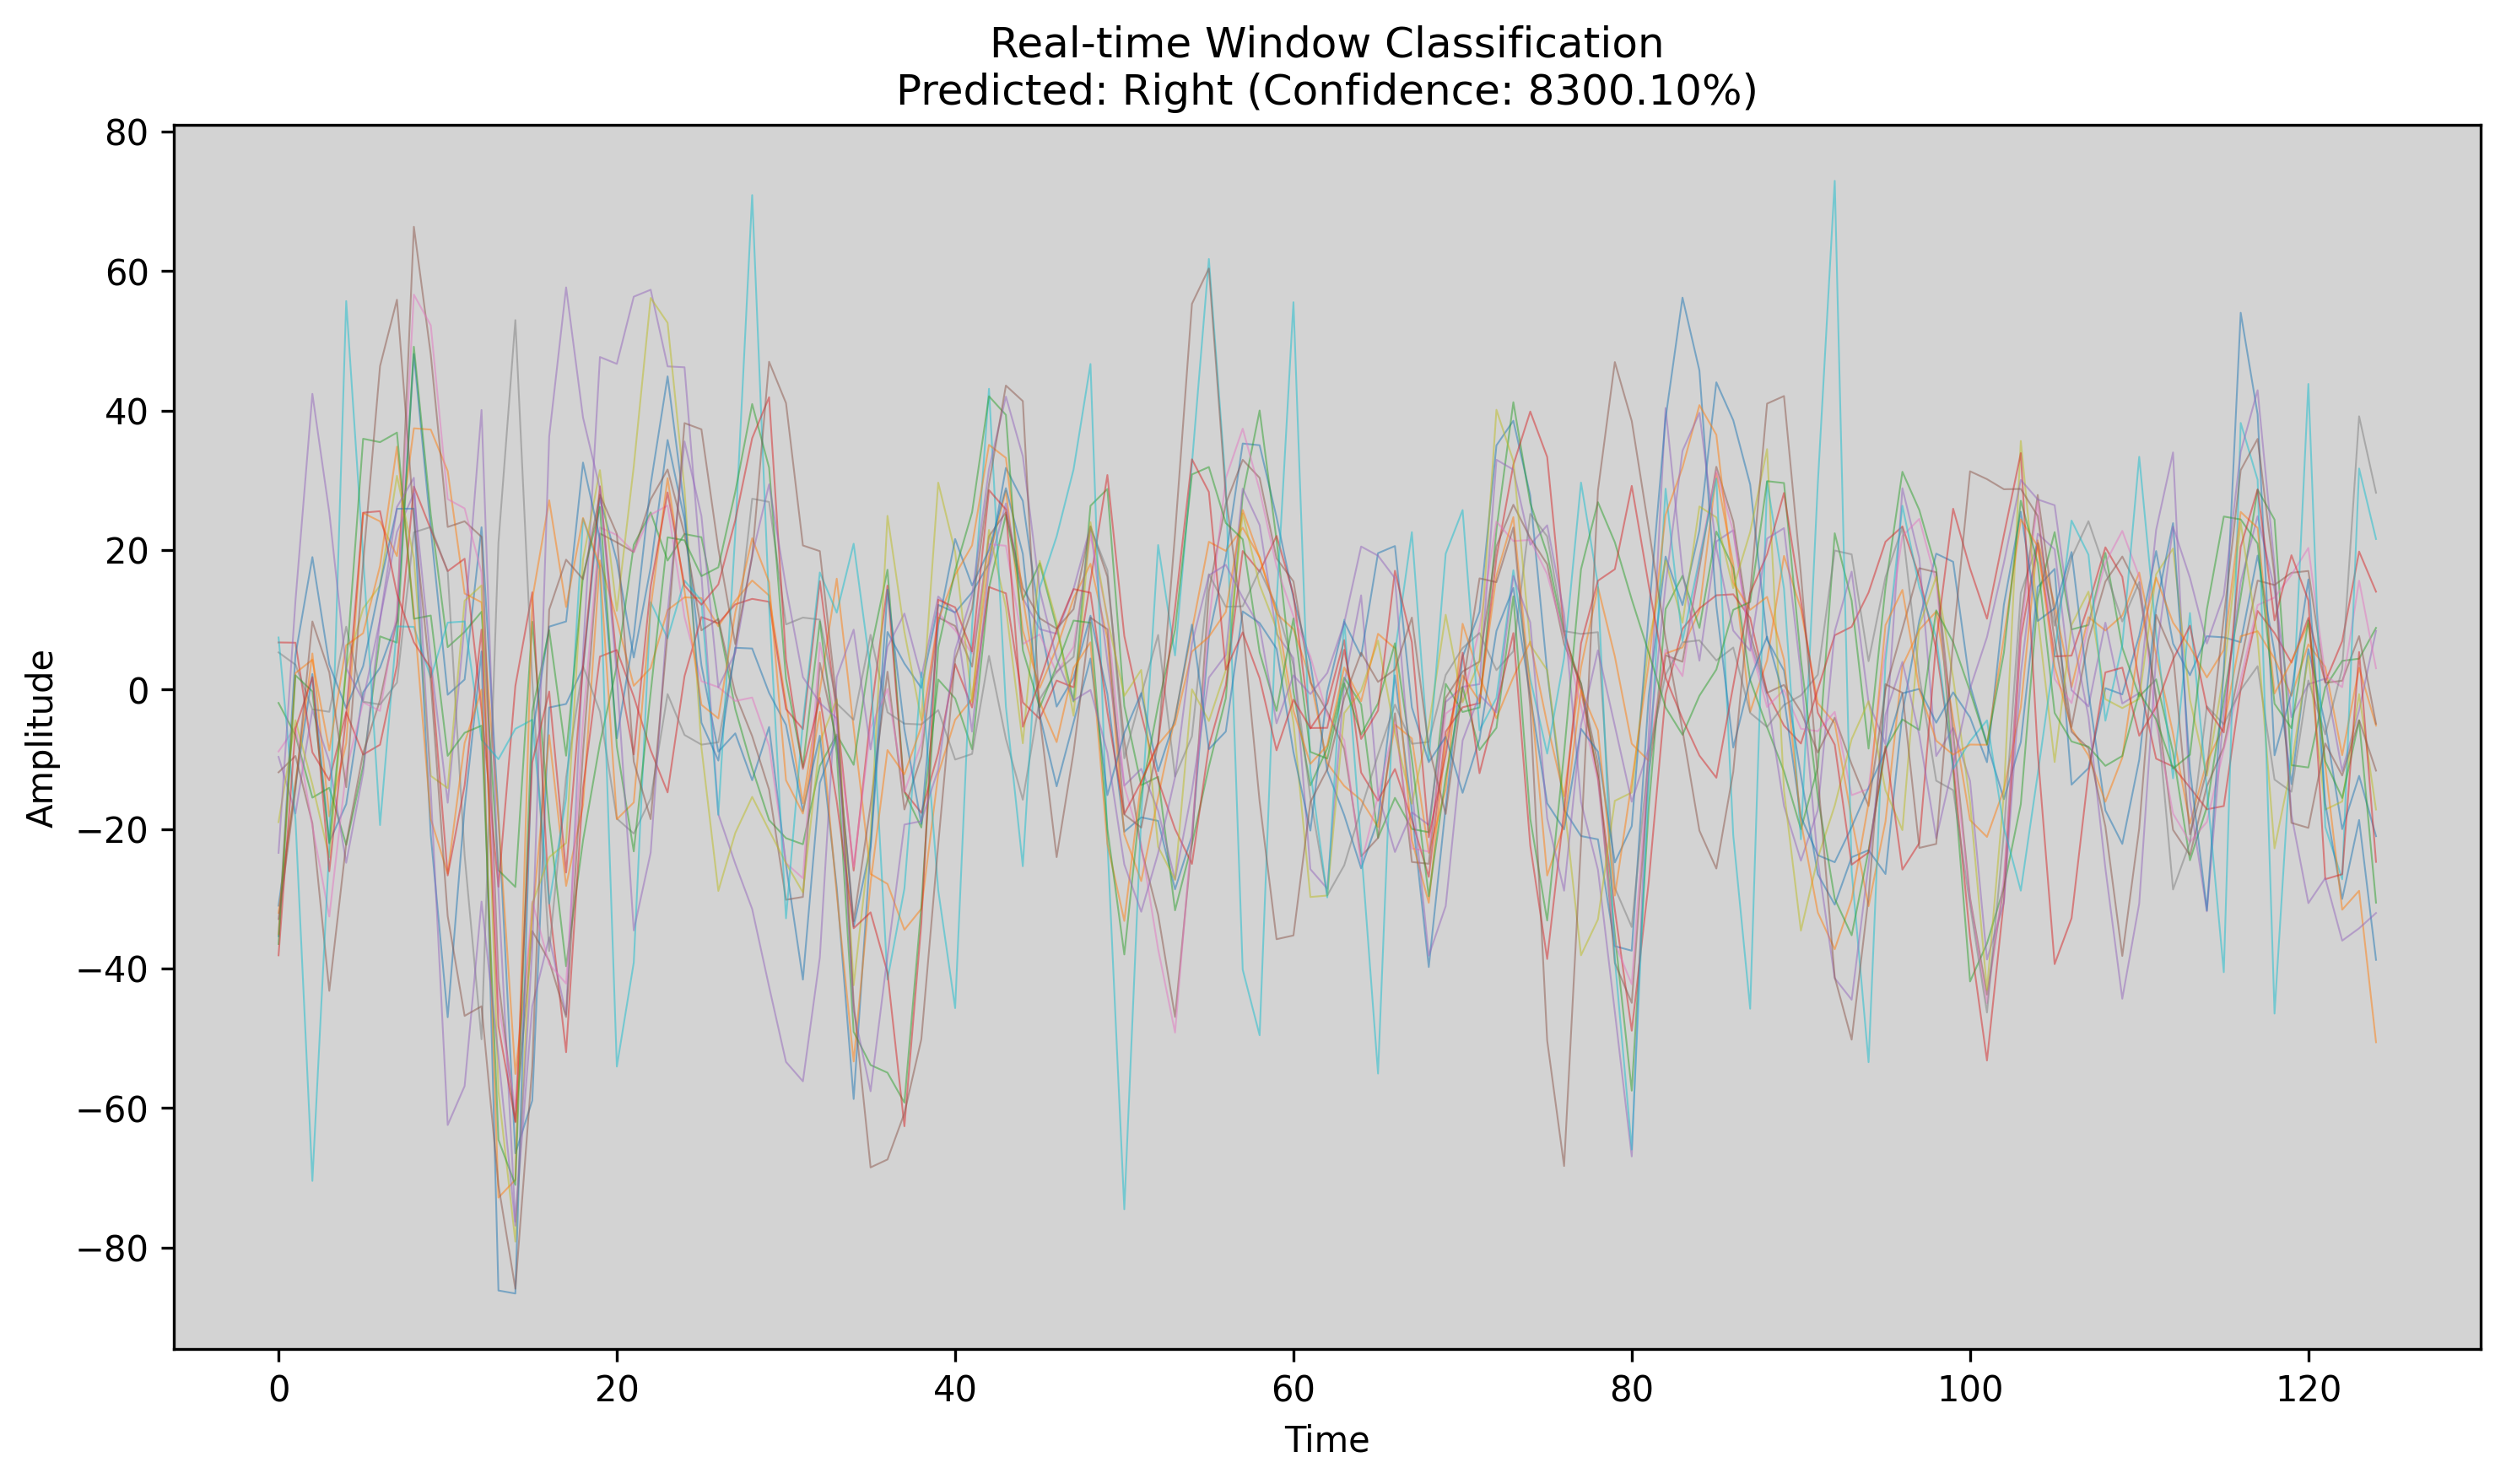 Real-time Window Classification
Predicted: Right (Confidence: 8300.10%)
80
60
40
20
0
−20
−40
−60
−80
Amplitude
0 20 40 60 80 100 120
Time